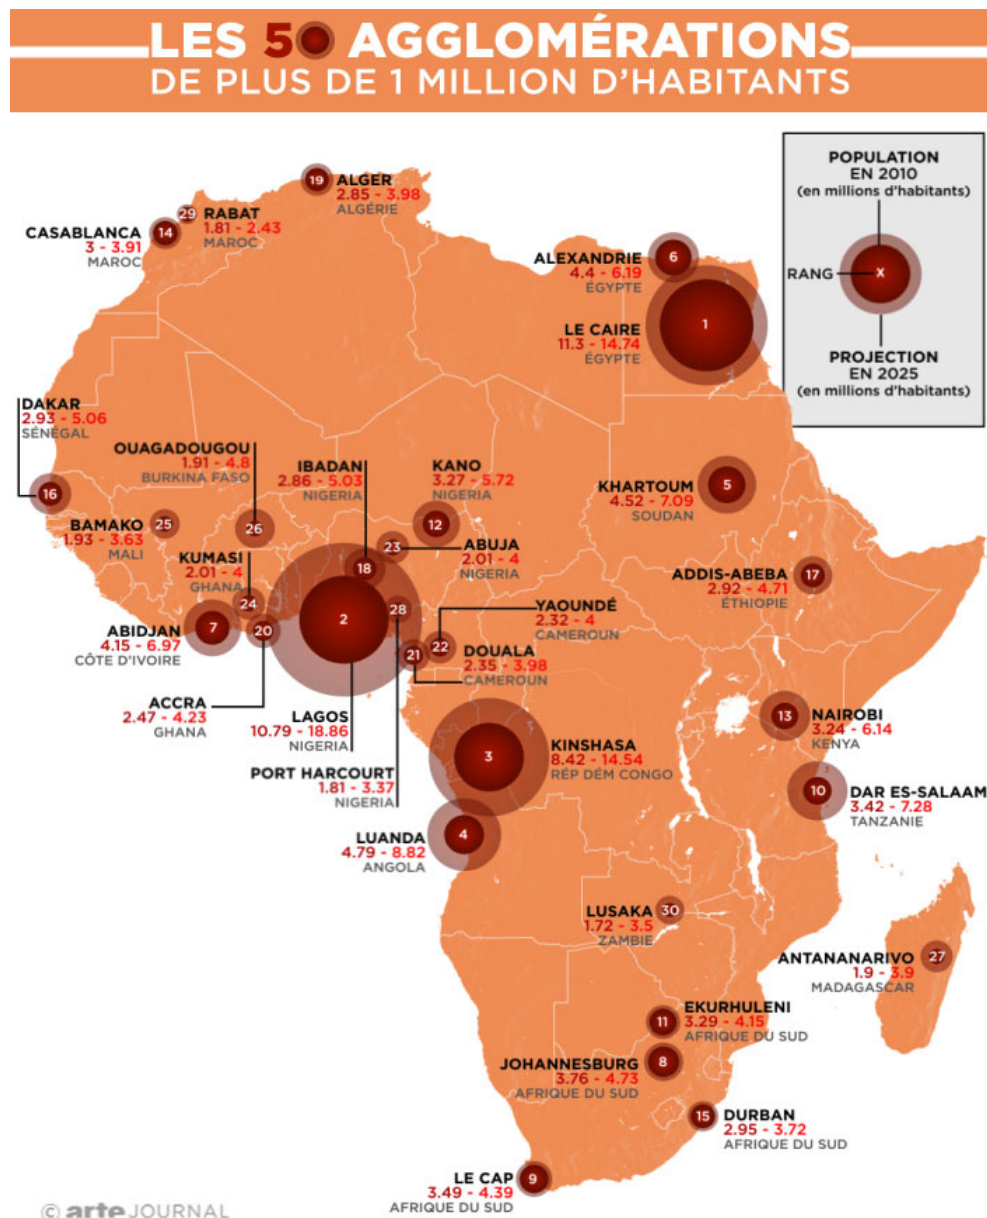 LES 50 AGGLOMÉRATIONS
DE PLUS DE 1 MILLION D'HABITANTS
POPULATION
EN 2010
(en millions d'habitants)
RANG
X
PROJECTION
EN 2025
(en millions d'habitants)
19
ALGER
2.85 - 3.98
ALGÉRIE
29
RABAT
1.81 - 2.43
MAROC
CASABLANCA
14
3 - 3.91
MAROC
ALEXANDRIE
6
4.4 - 6.19
ÉGYPTE
LE CAIRE
1
11.3 - 14.74
ÉGYPTE
DAKAR
2.93 - 5.06
SÉNÉGAL
16
OUAGADOUGOU
1.91 - 4.8
BURKINA FASO
26
IBADAN
2.86 - 5.03
NIGERIA
18
KANO
3.27 - 5.72
NIGERIA
12
KHARTOUM
5
4.52 - 7.09
SOUDAN
BAMAKO
25
1.93 - 3.63
MALI
23
ABUJA
2.01 - 4
NIGERIA
KUMASI
2.01 - 4
GHANA
24
ADDIS-ABEBA
17
2.92 - 4.71
ÉTHIOPIE
ABIDJAN
7
4.15 - 6.97
CÔTE D'IVOIRE
20
2
28
YAOUNDÉ
2.32 - 4
CAMEROUN
22
21
DOUALA
2.35 - 3.98
CAMEROUN
ACCRA
2.47 - 4.23
GHANA
LAGOS
10.79 - 18.86
NIGERIA
13
NAIROBI
3.24 - 6.14
KENYA
3
KINSHASA
8.42 - 14.54
RÉP DÉM CONGO
PORT HARCOURT
1.81 - 3.37
NIGERIA
10
DAR ES-SALAAM
3.42 - 7.28
TANZANIE
LUANDA
4
4.79 - 8.82
ANGOLA
LUSAKA
30
1.72 - 3.5
ZAMBIE
ANTANANARIVO
27
1.9 - 3.9
MADAGASCAR
11
EKURHULENI
3.29 - 4.15
AFRIQUE DU SUD
JOHANNESBURG
8
3.76 - 4.73
AFRIQUE DU SUD
15
DURBAN
2.95 - 3.72
AFRIQUE DU SUD
LE CAP
9
3.49 - 4.39
AFRIQUE DU SUD
© arte JOURNAL